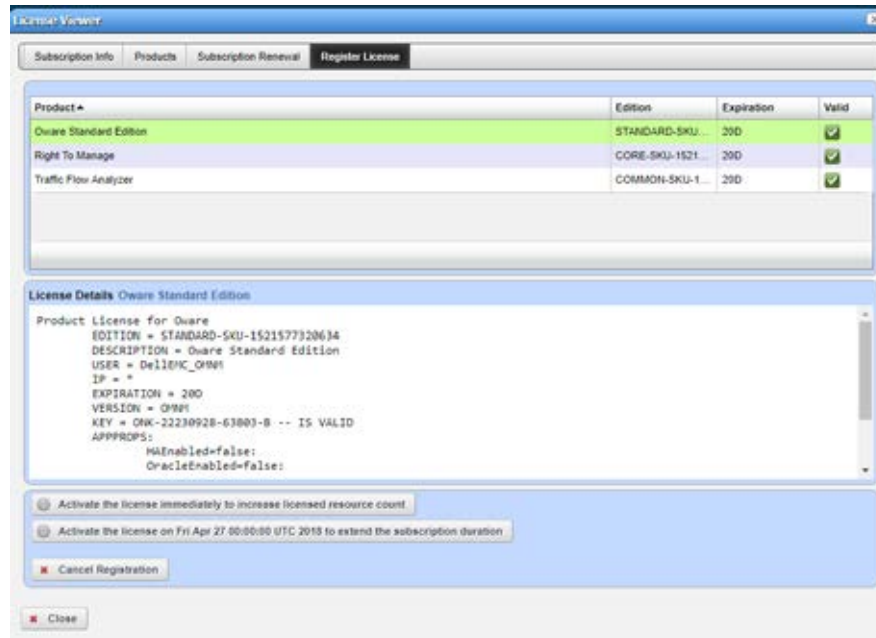 License Viewer
Subscription Info Products Subscription Renewal Register License
Product Edition Expiration Valid
Oware Standard Edition STANDARD-SKU... 20D
Right To Manage CORE-SKU-1521... 20D
Traffic Flow Analyzer COMMON-SKU-1... 20D
License Details Oware Standard Edition
Product License for Oware
EDITION = STANDARD-SKU-1521577320634
DESCRIPTION = Oware Standard Edition
USER = DellEMC_OMNM
IP = *
EXPIRATION = 20D
VERSION = OMNM
KEY = ONK-22230928-63803-B -- IS VALID
APPPROPS:
HAEnabled=false:
OracleEnabled=false:
Activate the license immediately to increase licensed resource count
Activate the license on Fri Apr 27 00:00:00 UTC 2018 to extend the subscription duration
Cancel Registration
Close